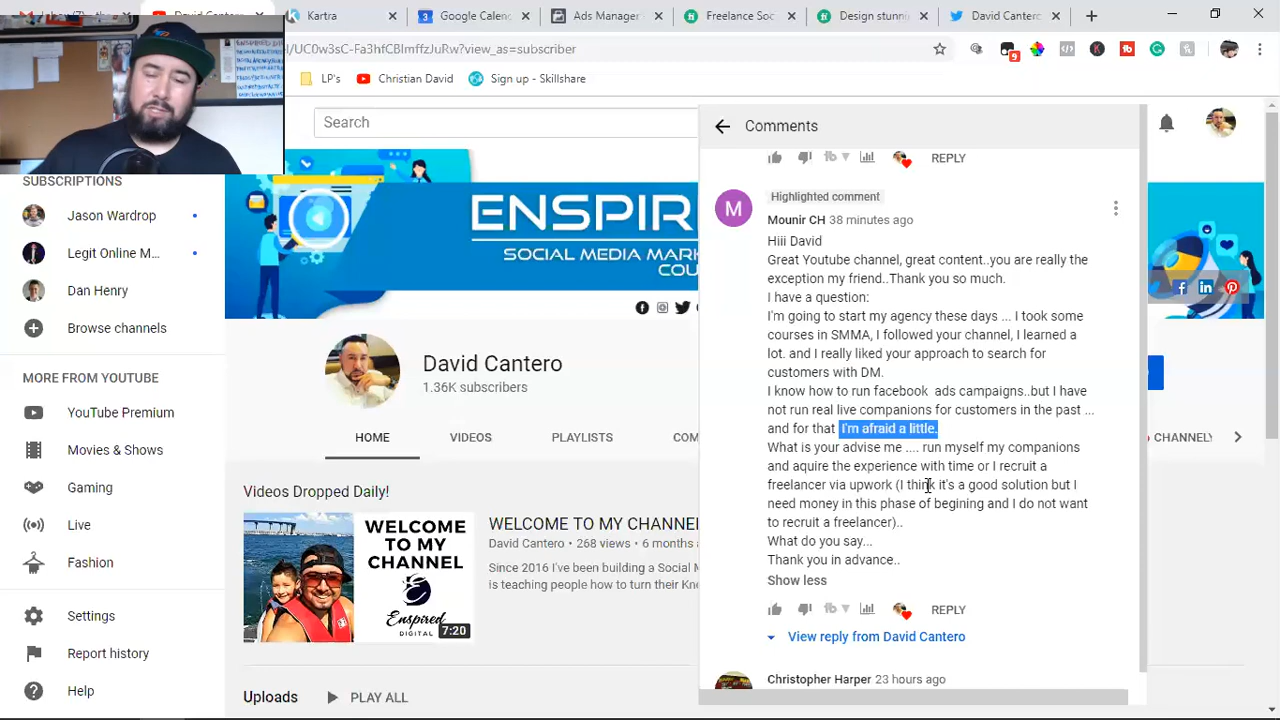 David Cantero
Kartra
Google Ca
Ads Manager
Freelan
Design stunni
David Cantero
l/UC0w3sC-Fa3hfCBImffzJuRw?view_as=subscriber
9
LP's
Christian David
Sign in - Skillshare
Search
SUBSCRIPTIONS
Jason Wardrop
Legit Online M...
Dan Henry
Browse channels
MORE FROM YOUTUBE
YouTube Premium
Movies & Shows
Gaming
Live
Fashion
Settings
Report history
Help
ENSPIR
SOCIAL MEDIA MARK
COU
David Cantero
1.36K subscribers
HOME
VIDEOS
PLAYLISTS
COM
CHANNELS
Videos Dropped Daily!
WELCOME TO
MY CHANNEL
Enspired
DIGITAL
7:20
WELCOME TO MY CHANNE
David Cantero • 268 views • 6 months a
Since 2016 I've been building a Social M
is teaching people how to turn their Kno
Uploads
PLAY ALL
Comments
REPLY
M
Highlighted comment
Mounir CH 38 minutes ago
Hiii David
Great Youtube channel, great content..you are really the
exception my friend..Thank you so much.
I have a question:
I'm going to start my agency these days ... I took some
courses in SMMA, I followed your channel, I learned a
lot. and I really liked your approach to search for
customers with DM.
I know how to run facebook ads campaigns..but I have
not run real live companions for customers in the past ...
and for that I'm afraid a little.
What is your advise me .... run myself my companions
and aquire the experience with time or I recruit a
freelancer via upwork (I think it's a good solution but I
need money in this phase of begining and I do not want
to recruit a freelancer)..
What do you say...
Thank you in advance..
Show less
REPLY
View reply from David Cantero
Christopher Harper 23 hours ago